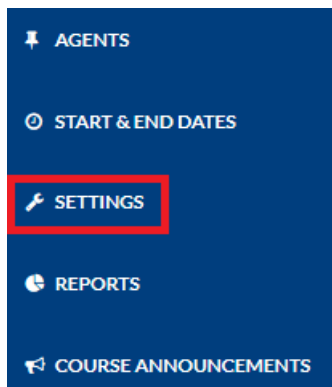 AGENTS
START & END DATES
SETTINGS
REPORTS
COURSE ANNOUNCEMENTS